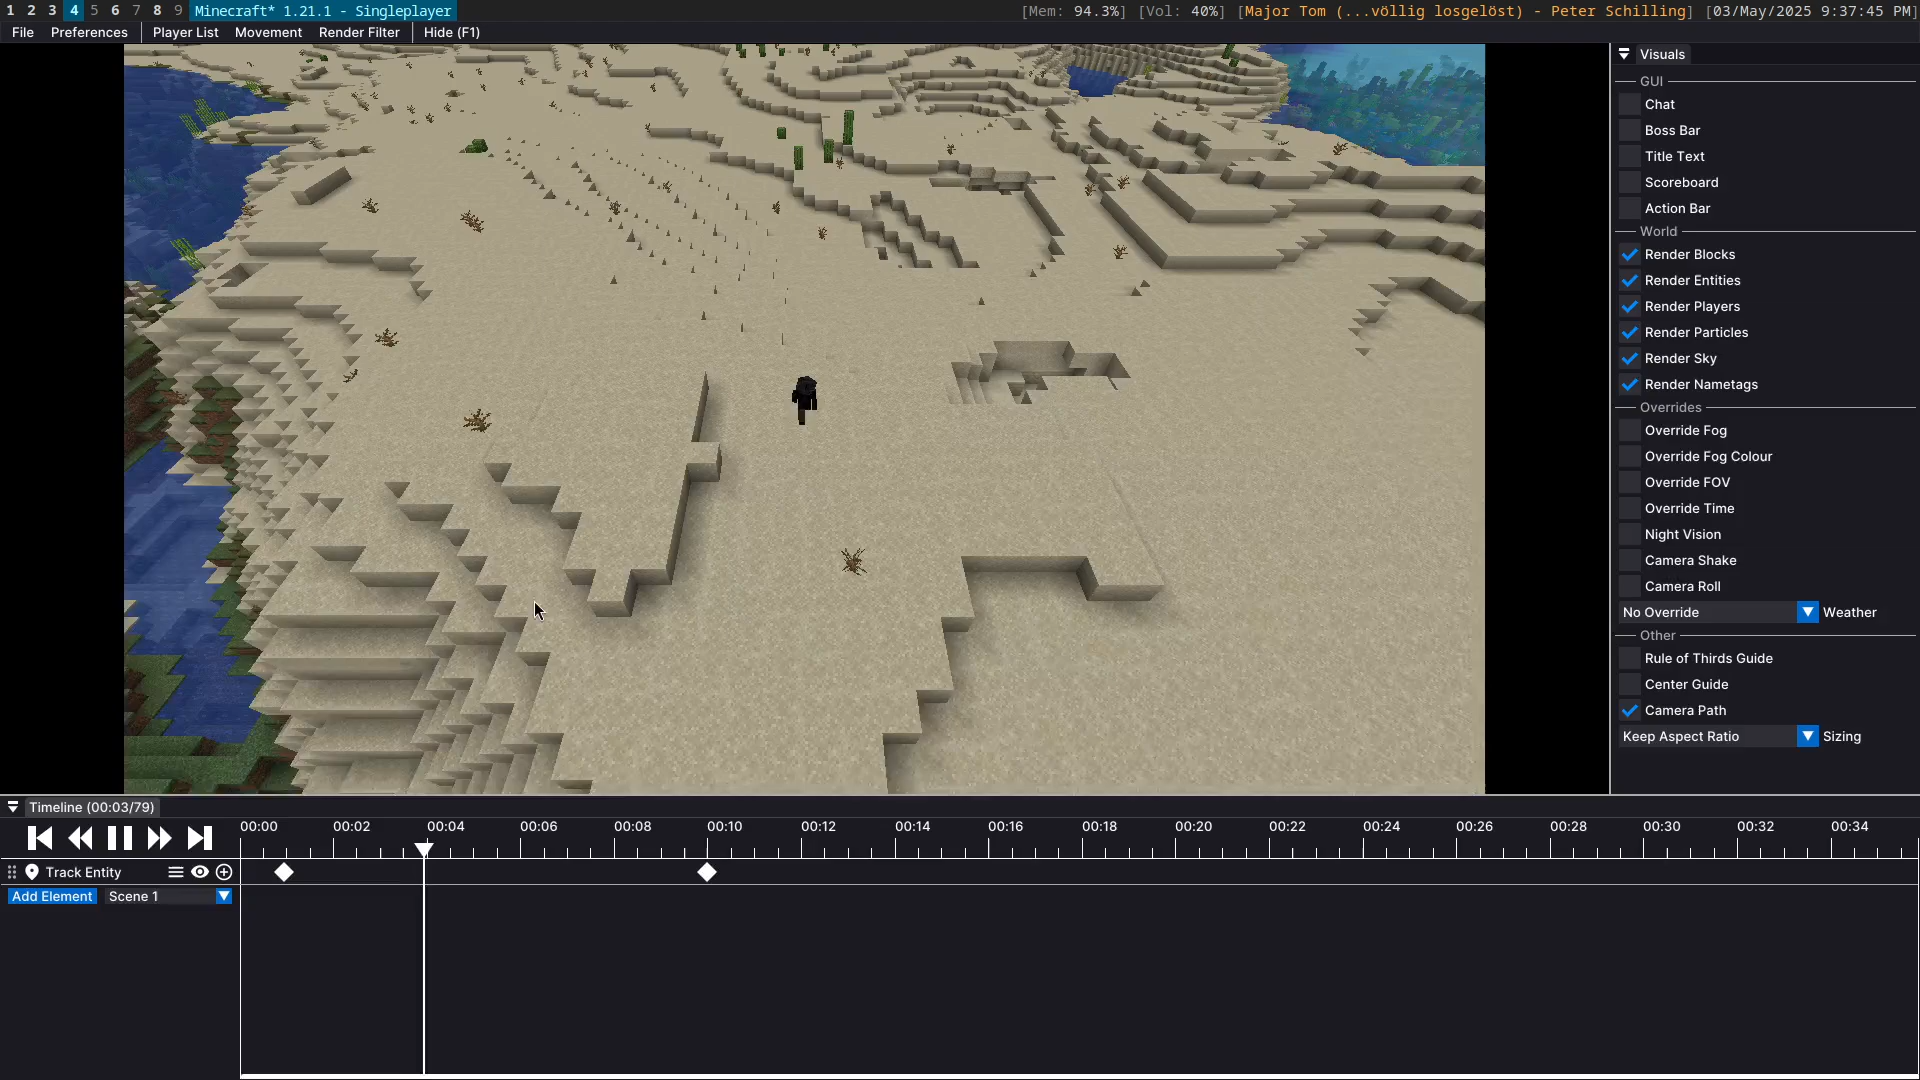 1 2 3 4 5 6 7 8 9 Minecraft* 1.21.1 - Singleplayer [Mem: 94.3%] [Vol: 40%] [Major Tom (...völlig losgelöst) - Peter Schilling] [03/May/2025 9:37:45 PM]
File Preferences Player List Movement Render Filter Hide (F1)
Visuals
GUI
Chat
Boss Bar
Title Text
Scoreboard
Action Bar
World
Render Blocks
Render Entities
Render Players
Render Particles
Render Sky
Render Nametags
Overrides
Override Fog
Override Fog Colour
Override FOV
Override Time
Night Vision
Camera Shake
Camera Roll
No Override Weather
Other
Rule of Thirds Guide
Center Guide
Camera Path
Keep Aspect Ratio Sizing
Timeline (00:03/79)
00:00 00:02 00:04 00:06 00:08 00:10 00:12 00:14 00:16 00:18 00:20 00:22 00:24 00:26 00:28 00:30 00:32 00:34
Track Entity
Add Element Scene 1